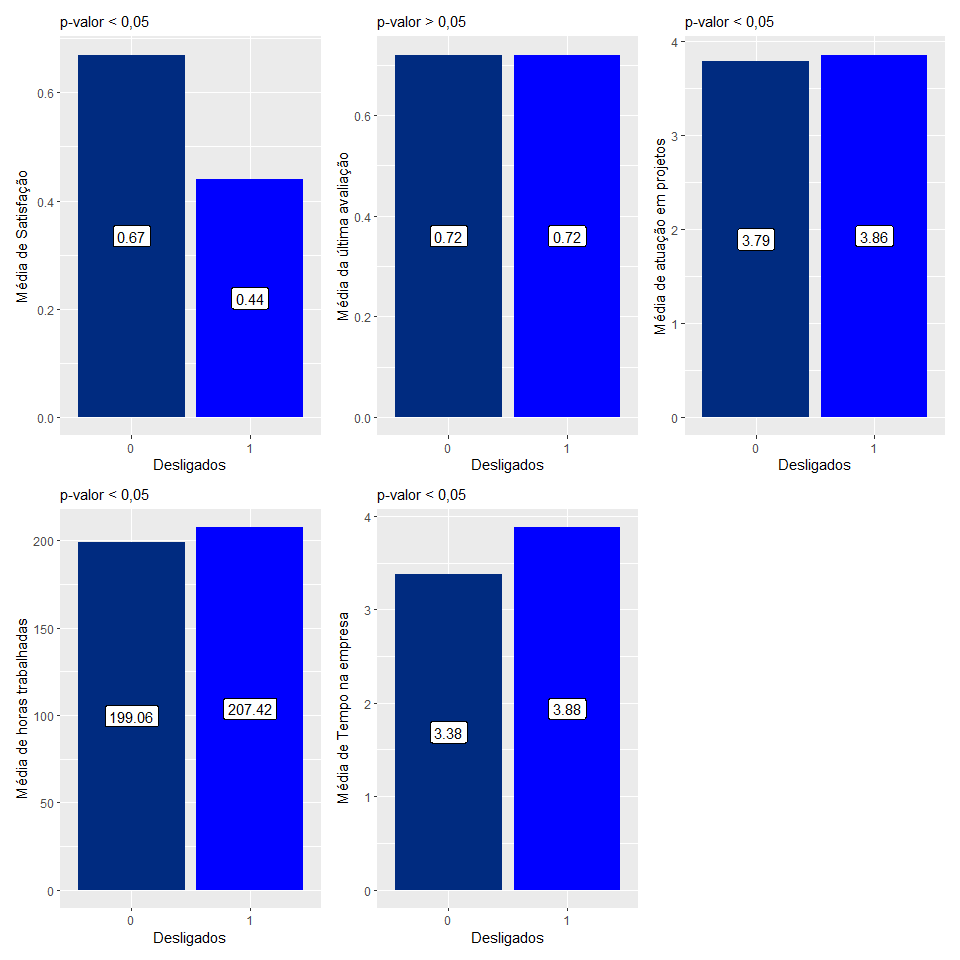 p-valor < 0,05
Média de Satisfação
0.6
0.4
0.2
0.0
0.67
0.44
0
1
Desligados
p-valor > 0,05
Média da última avaliação
0.6
0.4
0.2
0.0
0.72
0.72
0
1
Desligados
p-valor < 0,05
Média de atuação em projetos
4
3
2
1
0
3.79
3.86
0
1
Desligados
p-valor < 0,05
Média de horas trabalhadas
200
150
100
50
0
199.06
207.42
0
1
Desligados
p-valor < 0,05
Média de Tempo na empresa
4
3
2
1
0
3.38
3.88
0
1
Desligados